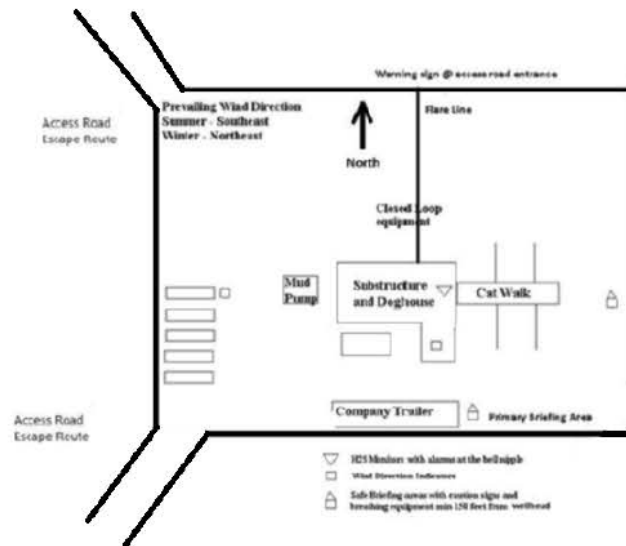 Warning sign @ access road entrance
Prevailing Wind Direction
Summer - Southeast
Winter - Northeast
Flare Line
Access Road
Escape Route
North
Closed Loop
equipment
Mud
Pump
Substructure
and Doghouse
Cat Walk
Company Trailer
Primary Briefing Area
Access Road
Escape Route
H2S Monitors with alarms at the bell nipple
Wind Direction Indicators
Safe Briefing areas with caution signs and
breathing equipment min 150 feet from wellhead